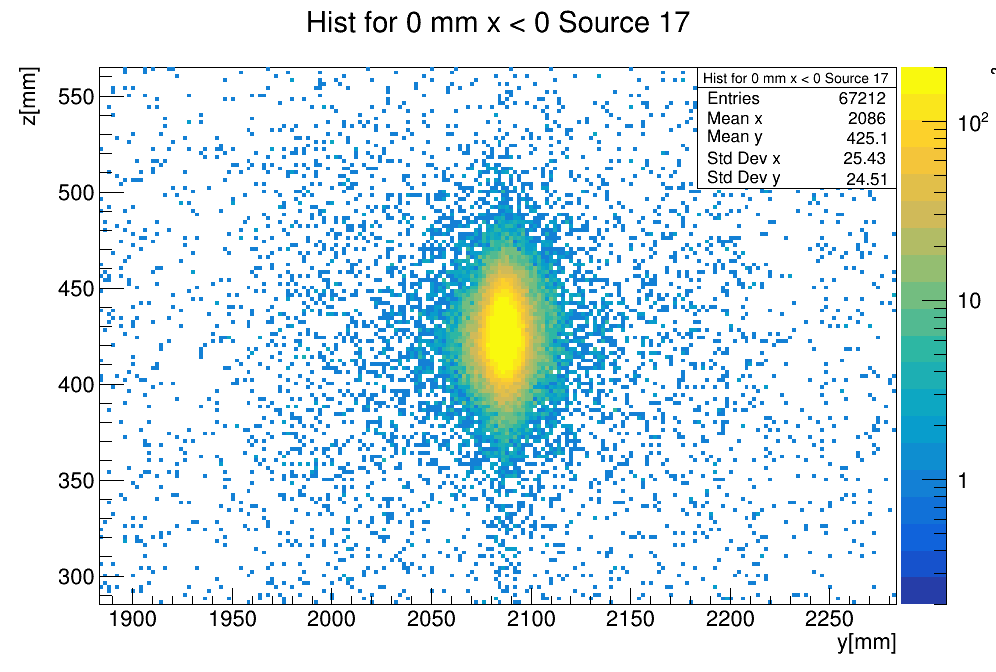 Hist for 0 mm x < 0 Source 17
z[mm]
Hist for 0 mm x < 0 Source 17
Entries 67212
Mean x 2086
Mean y 425.1
Std Dev x 25.43
Std Dev y 24.51
550
500
450
400
350
300
1900 1950 2000 2050 2100 2150 2200 2250
y[mm]
10²
10
1